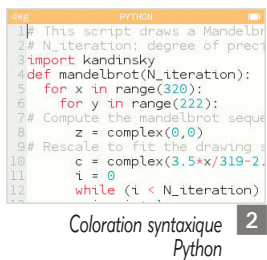 deg PYTHON
1 # This script draws a Mandelbr
2 # N_iteration: degree of preci
3 import kandinsky
4 def mandelbrot(N_iteration):
5 for x in range(320):
6 for y in range(222):
7 # Compute the mandelbrot seque
8 z = complex(0,0)
9 # Rescale to fit the drawing s
10 c = complex(3.5*x/319-2.
11 i = 0
12 while (i < N_iteration)
Coloration syntaxique 2
Python